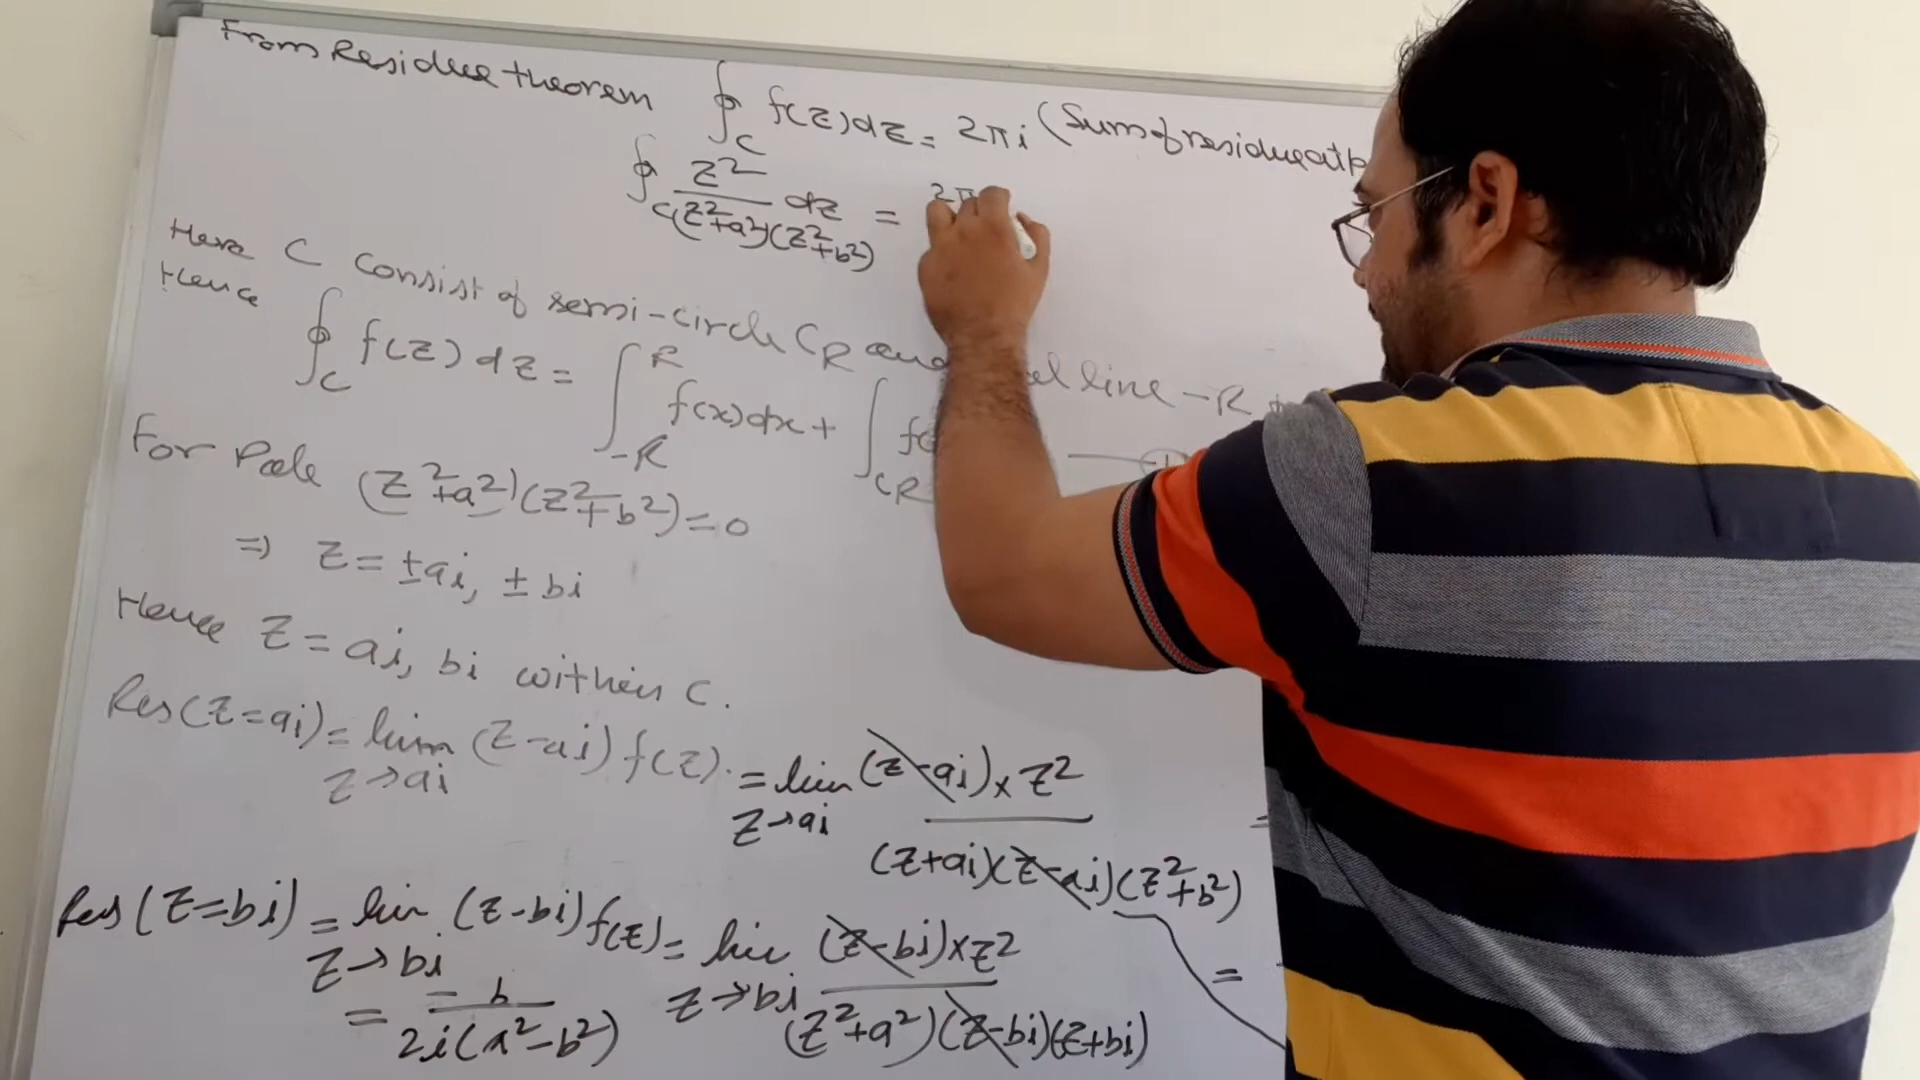 From Residue theorem ∮_C f(z)dz = 2πi (Sum of residue at
∮_C z²/(z²+a²)(z²+b²) dz = 2π
Here C consist of semi-circle C_R and line -R
Hence ∮_C f(z)dz = ∫_{-R}^{R} f(x)dx + ∫_{C_R} f(
For Pole (z²+a²)(z²+b²)=0
⇒ z = ±ai, ±bi
Hence z = ai, bi within C.
Res(z=ai) = lim_{z→ai} (z-ai) f(z). = lim_{z→ai} (z-ai)×z²/(z+ai)(z-ai)(z²+b²) =
Res(z=bi) = lim_{z→bi} (z-bi) f(z) = lim_{z→bi} (z-bi)×z²/(z²+a²)(z-bi)(z+bi) =
= -b/2i(a²-b²)